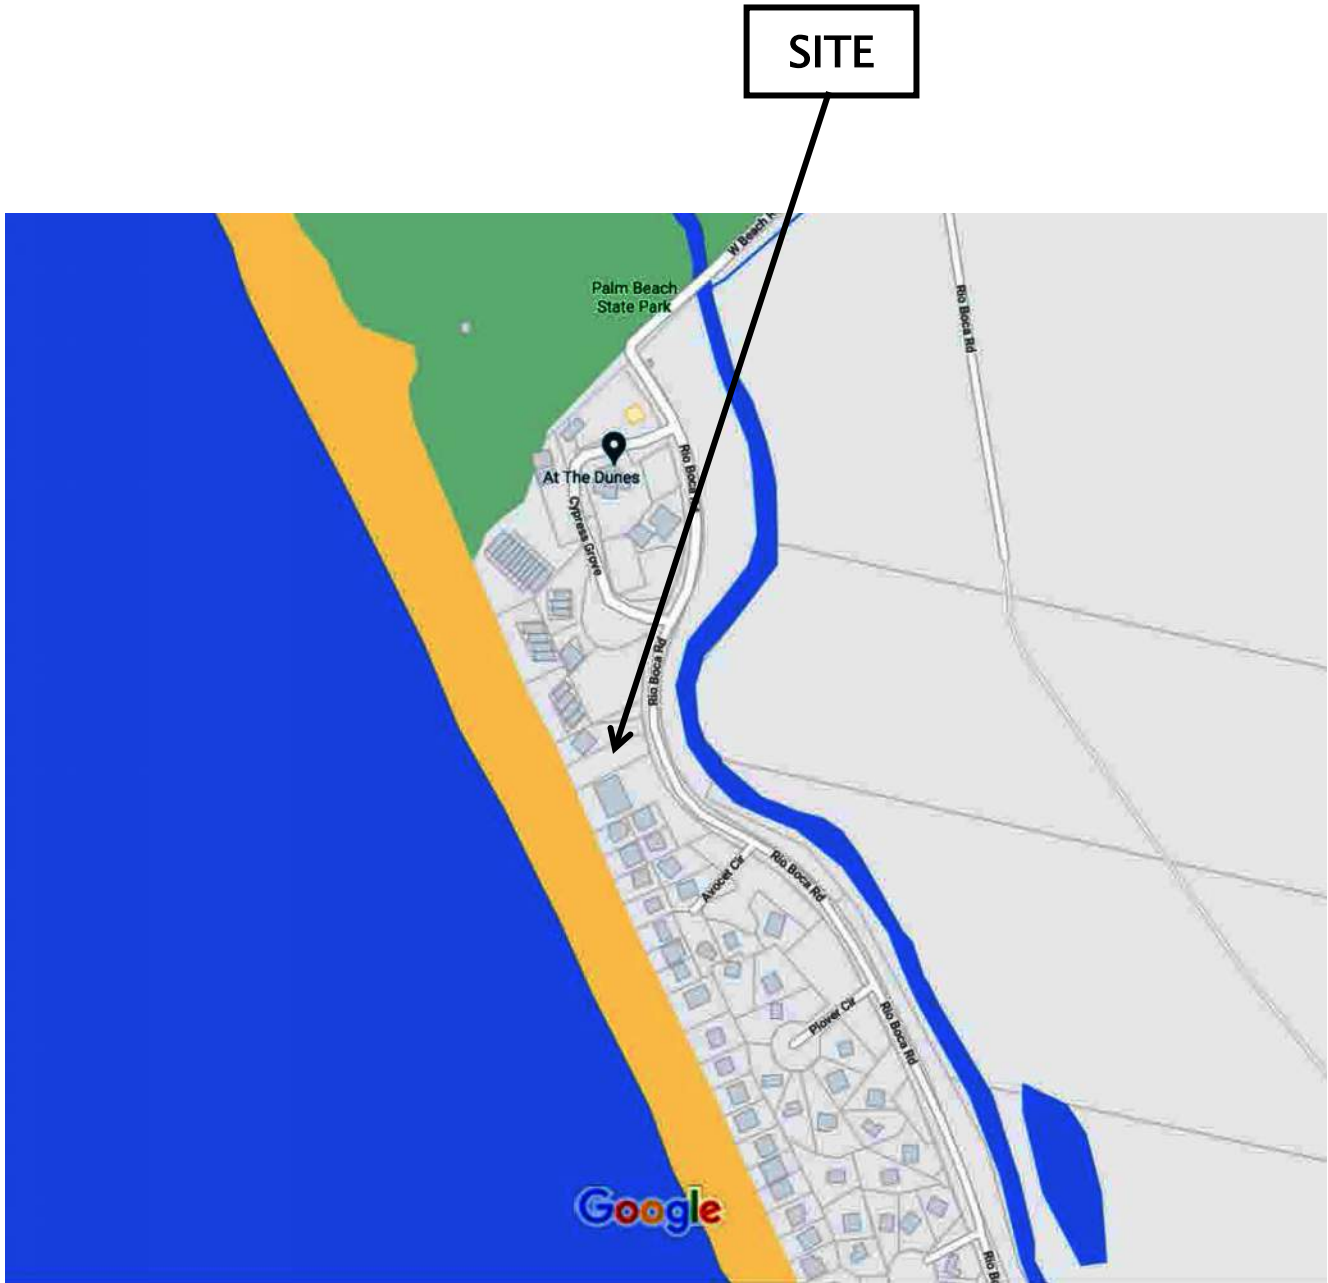 SITE
W Beach R
Palm Beach
State Park
Rio Boca Rd
At The Dunes
Rio Boca R
Cypress Grove
Rio Boca Rd
Avocet Cir
Rio Boca Rd
Plover Cir
Rio Boca Rd
Google
Rio B